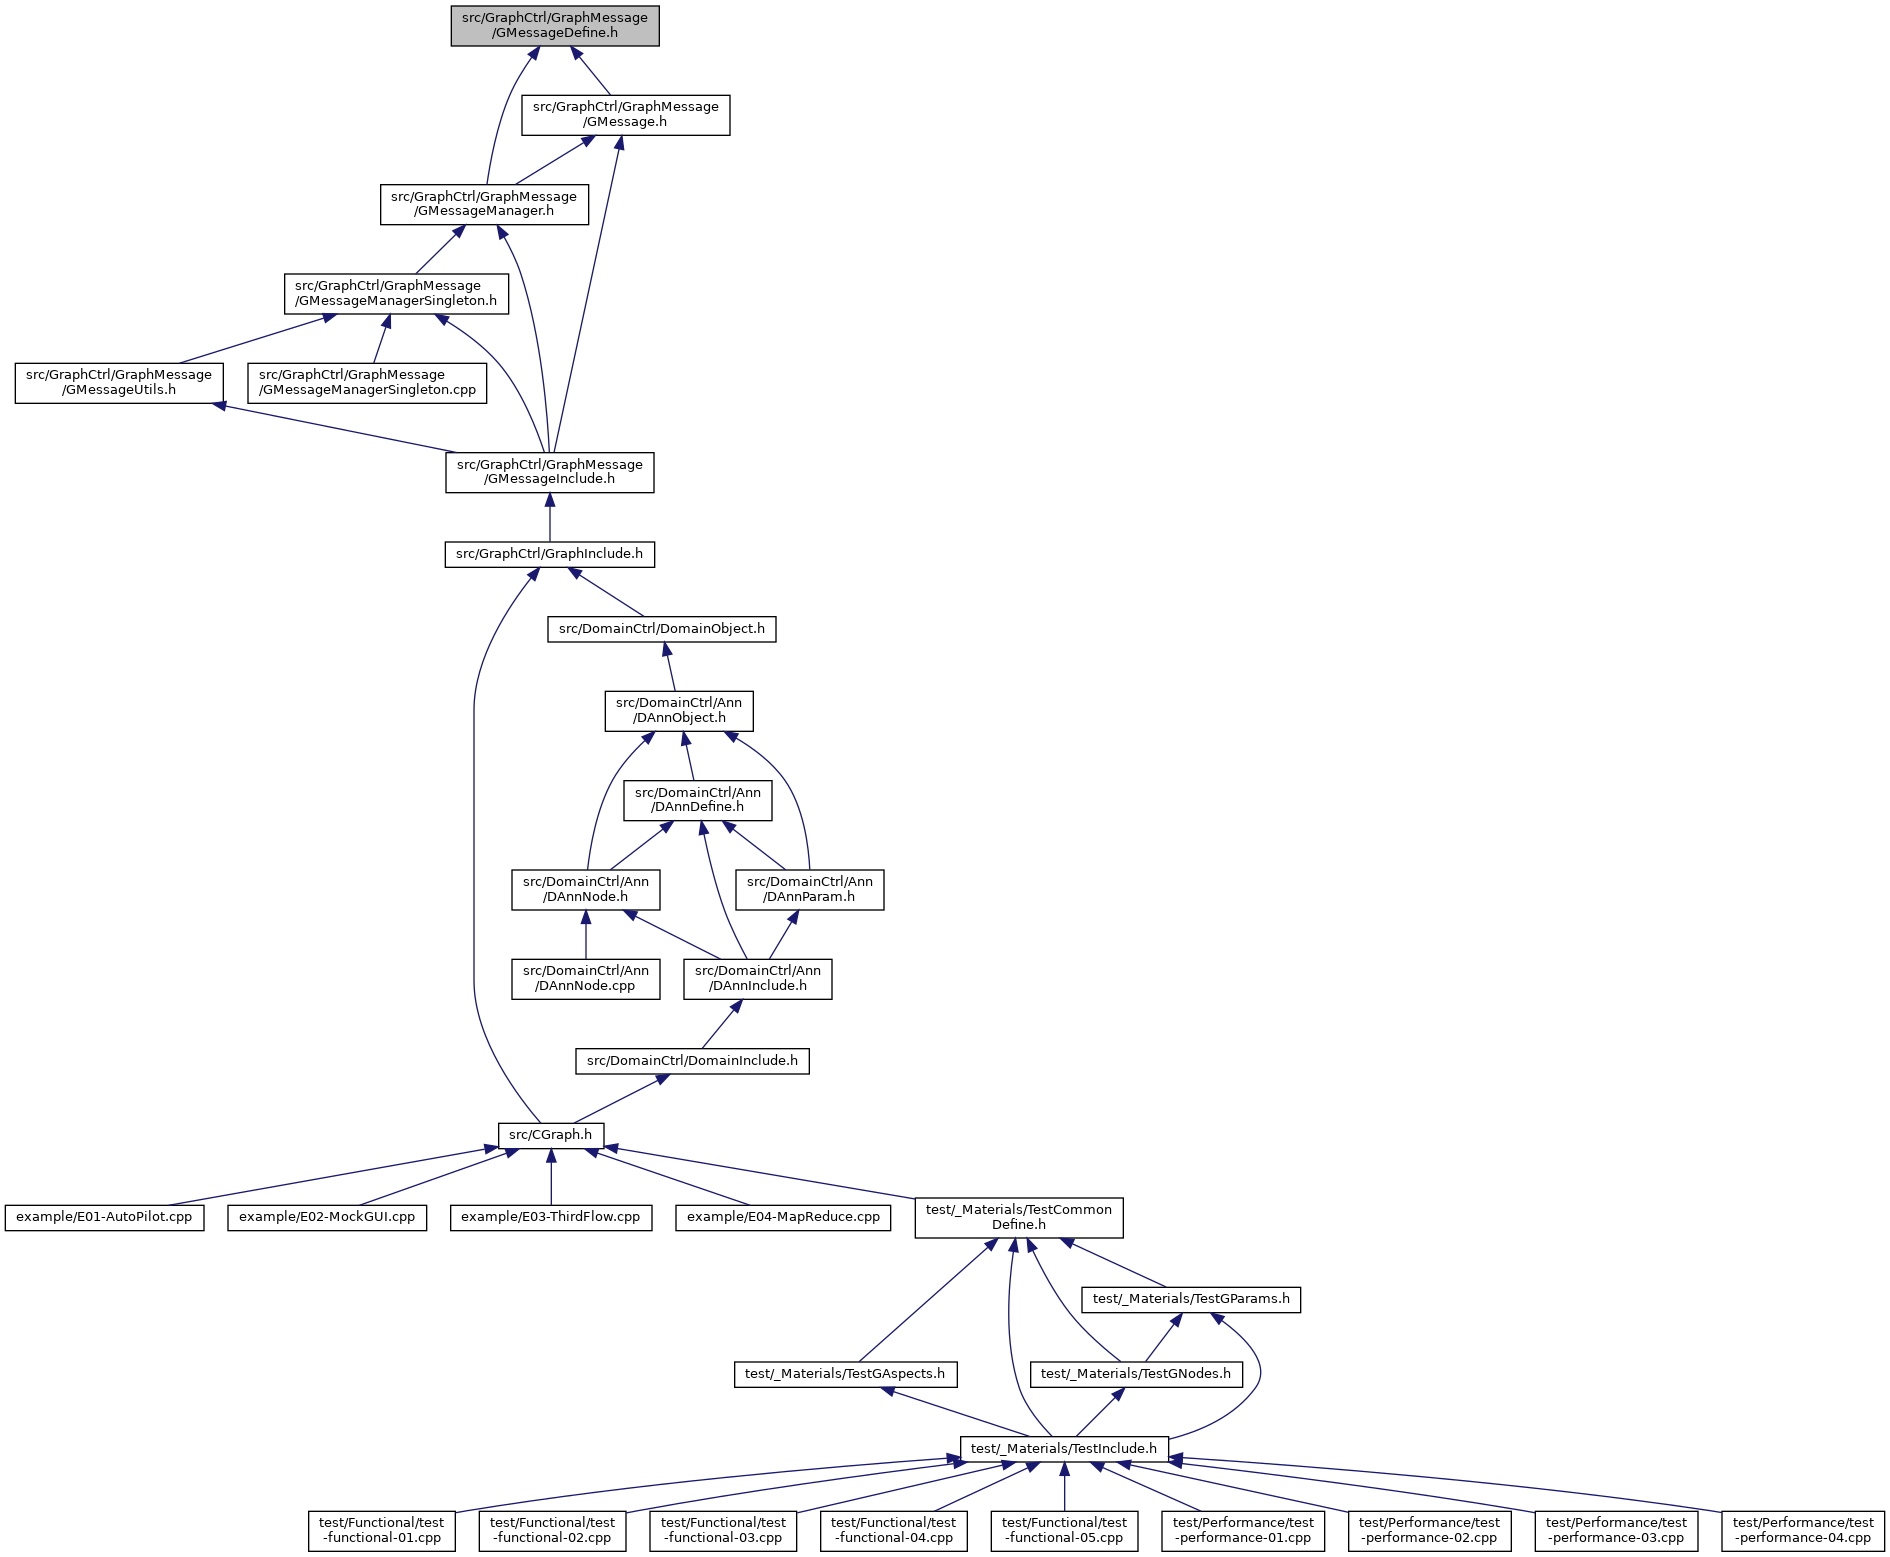 src/GraphCtrl/GraphMessage
/GMessageDefine.h
src/GraphCtrl/GraphMessage
/GMessage.h
src/GraphCtrl/GraphMessage
/GMessageManager.h
src/GraphCtrl/GraphMessage
/GMessageManagerSingleton.h
src/GraphCtrl/GraphMessage
/GMessageUtils.h
src/GraphCtrl/GraphMessage
/GMessageManagerSingleton.cpp
src/GraphCtrl/GraphMessage
/GMessageInclude.h
src/GraphCtrl/GraphInclude.h
src/DomainCtrl/DomainObject.h
src/DomainCtrl/Ann
/DAnnObject.h
src/DomainCtrl/Ann
/DAnnDefine.h
src/DomainCtrl/Ann
/DAnnNode.h
src/DomainCtrl/Ann
/DAnnParam.h
src/DomainCtrl/Ann
/DAnnNode.cpp
src/DomainCtrl/Ann
/DAnnInclude.h
src/DomainCtrl/DomainInclude.h
src/CGraph.h
example/E01-AutoPilot.cpp
example/E02-MockGUI.cpp
example/E03-ThirdFlow.cpp
example/E04-MapReduce.cpp
test/_Materials/TestCommon
Define.h
test/_Materials/TestGParams.h
test/_Materials/TestGAspects.h
test/_Materials/TestGNodes.h
test/_Materials/TestInclude.h
test/Functional/test
-functional-01.cpp
test/Functional/test
-functional-02.cpp
test/Functional/test
-functional-03.cpp
test/Functional/test
-functional-04.cpp
test/Functional/test
-functional-05.cpp
test/Performance/test
-performance-01.cpp
test/Performance/test
-performance-02.cpp
test/Performance/test
-performance-03.cpp
test/Performance/test
-performance-04.cpp